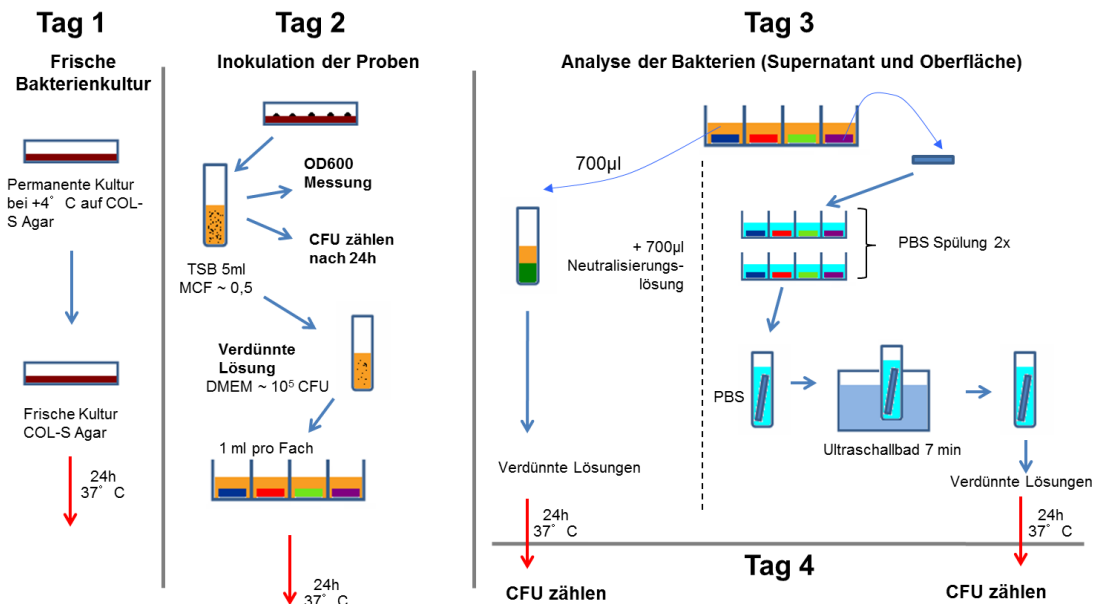 Tag 1
Frische
Bakterienkultur
Permanente Kultur
bei +4° C auf COL-
S Agar
Frische Kultur
COL-S Agar
24h
37° C
Tag 2
Inokulation der Proben
OD600
Messung
CFU zählen
nach 24h
TSB 5ml
MCF ~ 0,5
Verdünnte
Lösung
DMEM ~ 10⁵ CFU
1 ml pro Fach
24h
37° C
Tag 3
Analyse der Bakterien (Supernatant und Oberfläche)
700µl
+ 700µl
Neutralisierungs-
lösung
Verdünnte Lösungen
24h
37° C
PBS Spülung 2x
PBS
Ultraschallbad 7 min
Verdünnte Lösungen
24h
37° C
Tag 4
CFU zählen
CFU zählen